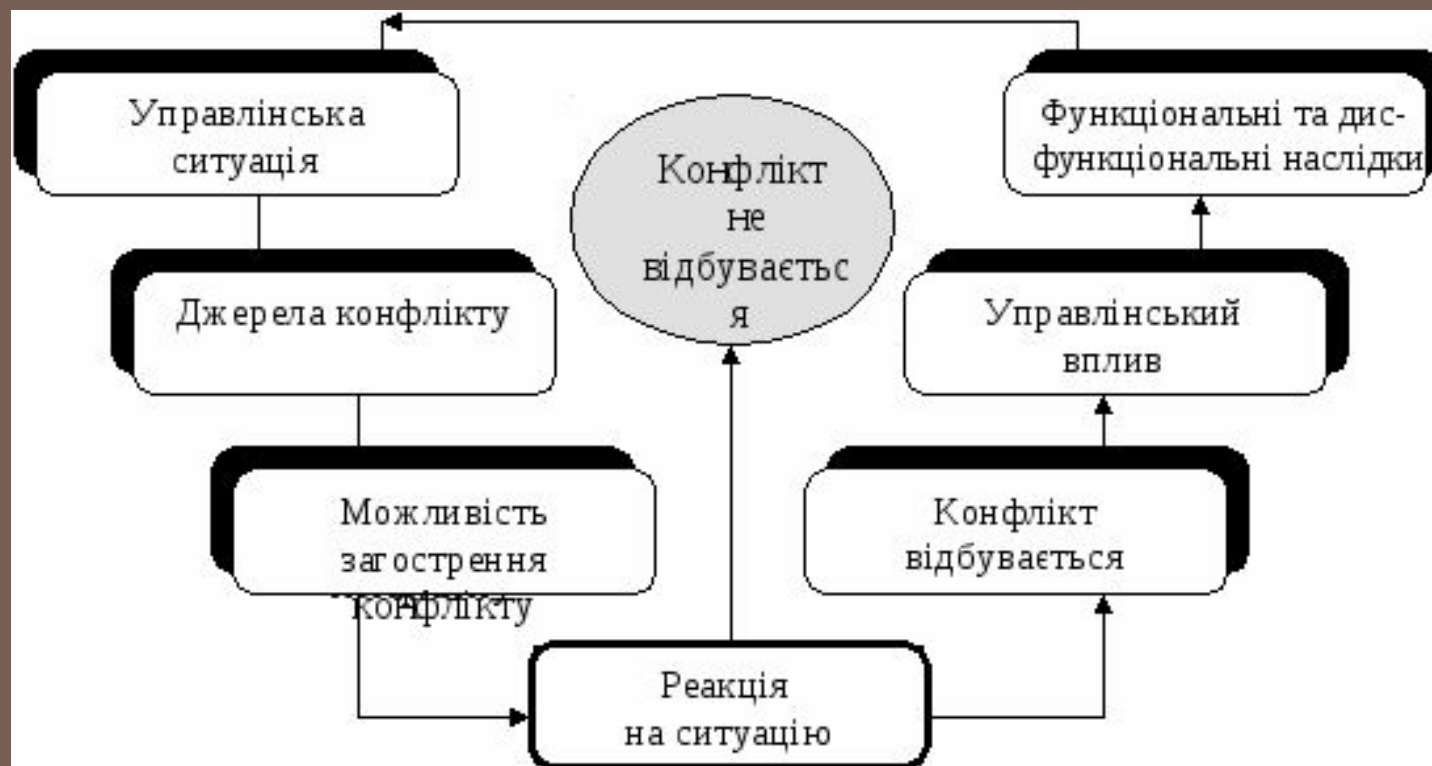 Управлінська
ситуація
Джерела конфлікту
Можливість
загострення
конфлікту
Реакція
на ситуацію
Конфлікт
не
відбуваєтьс
я
Конфлікт
відбувається
Управлінський
вплив
Функціональні та дис-
функціональні наслідки